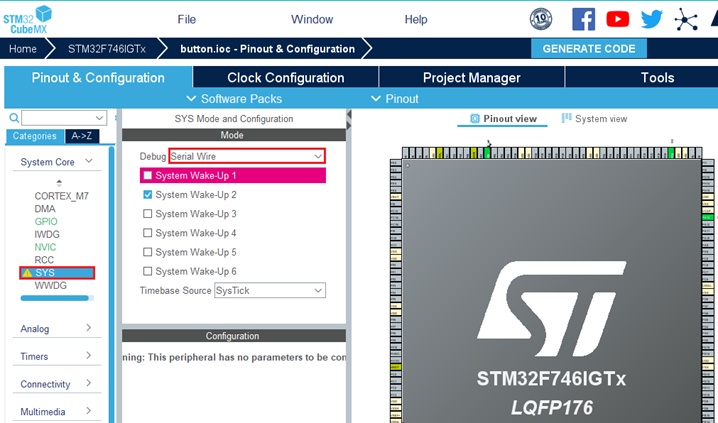 STM32
CubeMX
File
Window
Help
10
Home
STM32F746IGTx
button.ioc - Pinout & Configuration
GENERATE CODE
Pinout & Configuration
Clock Configuration
Project Manager
Tools
Software Packs
Pinout
Categories
A->Z
System Core
CORTEX_M7
DMA
GPIO
IWDG
NVIC
RCC
SYS
WWDG
Analog
Timers
Connectivity
Multimedia
SYS Mode and Configuration
Mode
Debug Serial Wire
System Wake-Up 1
System Wake-Up 2
System Wake-Up 3
System Wake-Up 4
System Wake-Up 5
System Wake-Up 6
Timebase Source SysTick
Configuration
ning: This peripheral has no parameters to be con
Pinout view
System view
ST
STM32F746IGTx
LQFP176